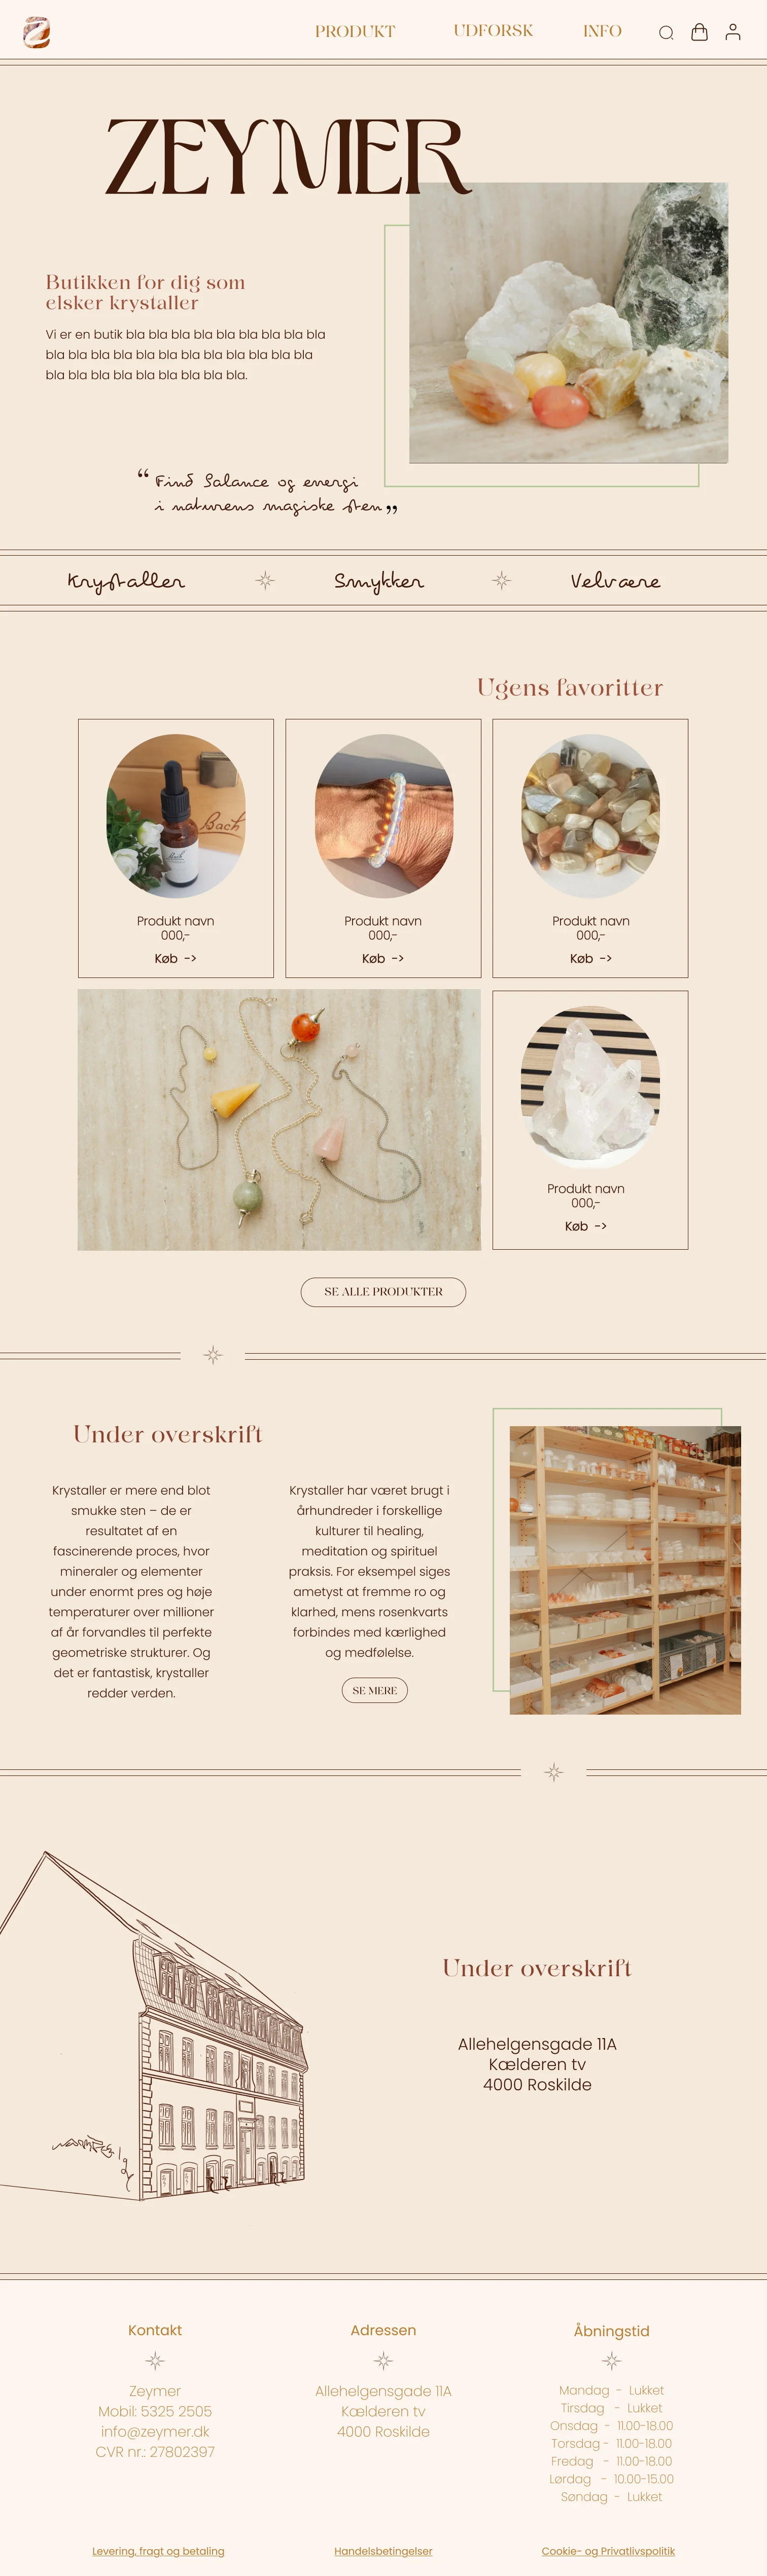 PRODUKT UDFORSK INFO
ZEYMER
Butikken for dig som
elsker krystaller
Vi er en butik bla bla bla bla bla bla bla bla bla
bla bla bla bla bla bla bla bla bla bla bla bla
bla bla bla bla bla bla bla bla bla.
“ Find balance og energi
i naturens magiske sten ”
Krystaller Smykker Velvære
Ugens favoritter
Bach
Produkt navn
000,-
Køb ->
Produkt navn
000,-
Køb ->
Produkt navn
000,-
Køb ->
Produkt navn
000,-
Køb ->
SE ALLE PRODUKTER
Under overskrift
Krystaller er mere end blot
smukke sten – de er
resultatet af en
fascinerende proces, hvor
mineraler og elementer
under enormt pres og høje
temperaturer over millioner
af år forvandles til perfekte
geometriske strukturer. Og
det er fantastisk, krystaller
redder verden.
Krystaller har været brugt i
århundreder i forskellige
kulturer til healing,
meditation og spirituel
praksis. For eksempel siges
ametyst at fremme ro og
klarhed, mens rosenkvarts
forbindes med kærlighed
og medfølelse.
SE MERE
Under overskrift
Allehelgensgade 11A
Kælderen tv
4000 Roskilde
Kontakt
Zeymer
Mobil: 5325 2505
info@zeymer.dk
CVR nr.: 27802397
Adressen
Allehelgensgade 11A
Kælderen tv
4000 Roskilde
Åbningstid
Mandag - Lukket
Tirsdag - Lukket
Onsdag - 11.00-18.00
Torsdag - 11.00-18.00
Fredag - 11.00-18.00
Lørdag - 10.00-15.00
Søndag - Lukket
Levering, fragt og betaling
Handelsbetingelser
Cookie- og Privatlivspolitik